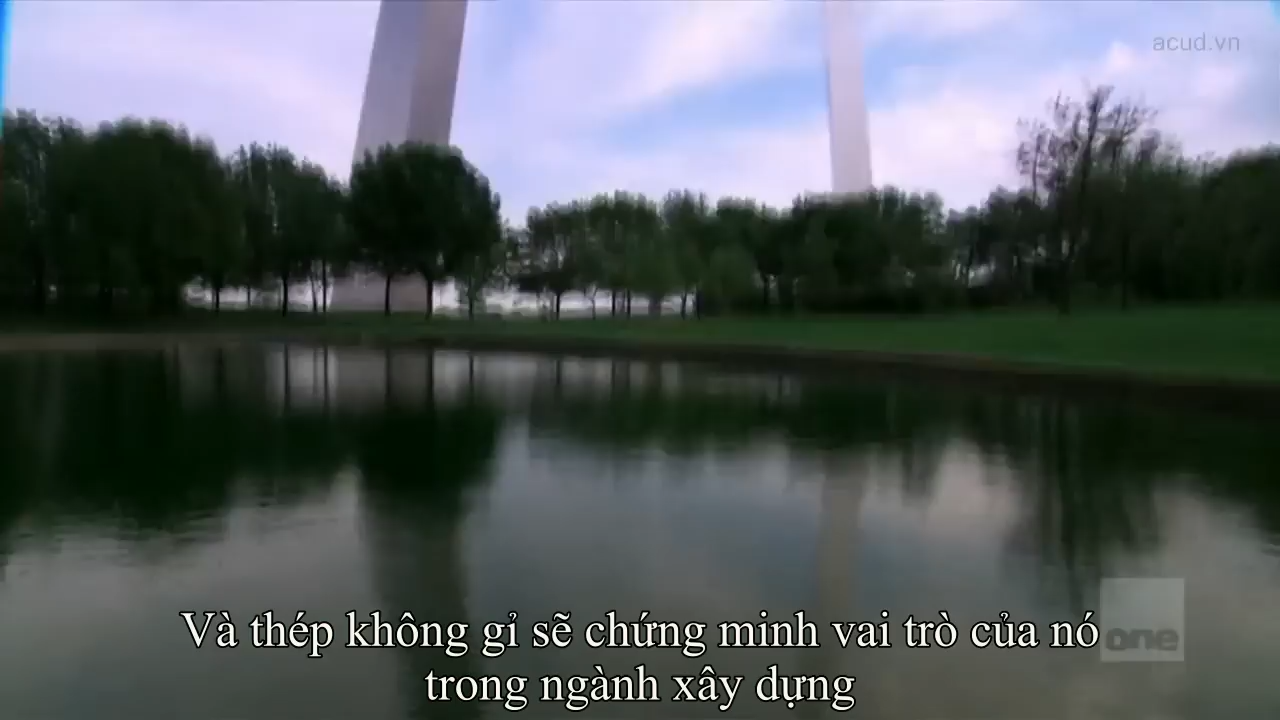 acud.vn
one
Và thép không gỉ sẽ chứng minh vai trò của nó
trong ngành xây dựng